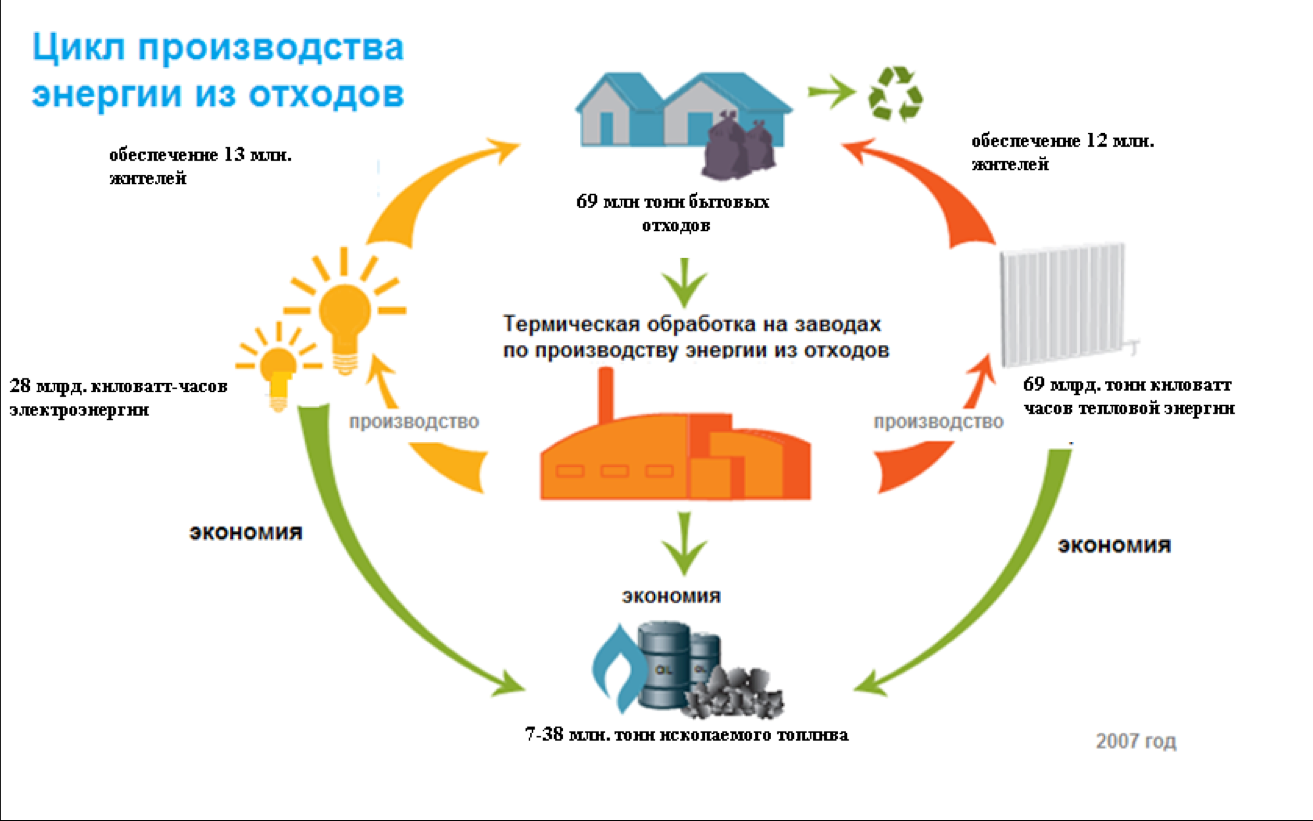 Цикл производства
энергии из отходов
обеспечение 13 млн.
жителей
обеспечение 12 млн.
жителей
69 млн тонн бытовых
отходов
Термическая обработка на заводах
по производству энергии из отходов
28 млрд. киловатт-часов
электроэнергии
69 млрд. тонн киловатт
часов тепловой энергии
производство
производство
экономия
экономия
экономия
OIL
7-38 млн. тонн ископаемого топлива
2007 год